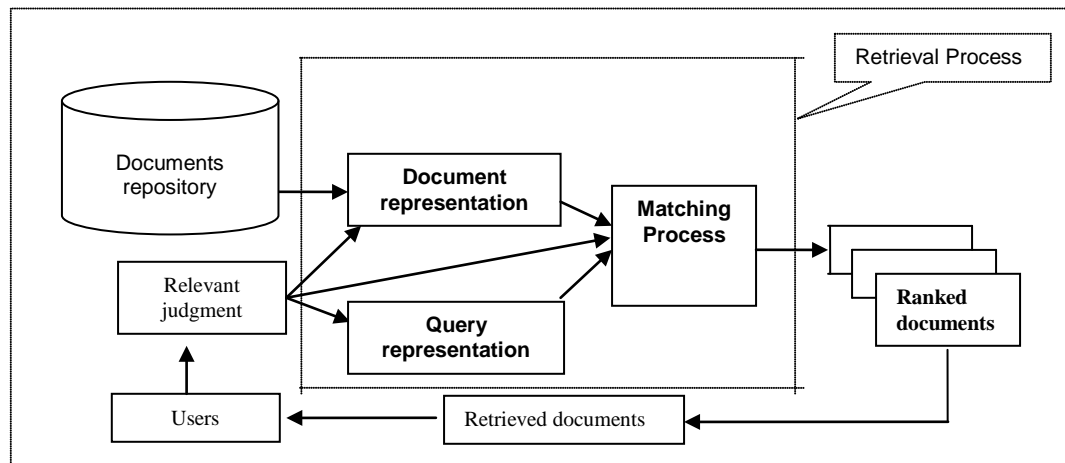 Retrieval Process
Documents
repository
Document
representation
Matching
Process
Relevant
judgment
Query
representation
Ranked
documents
Users
Retrieved documents